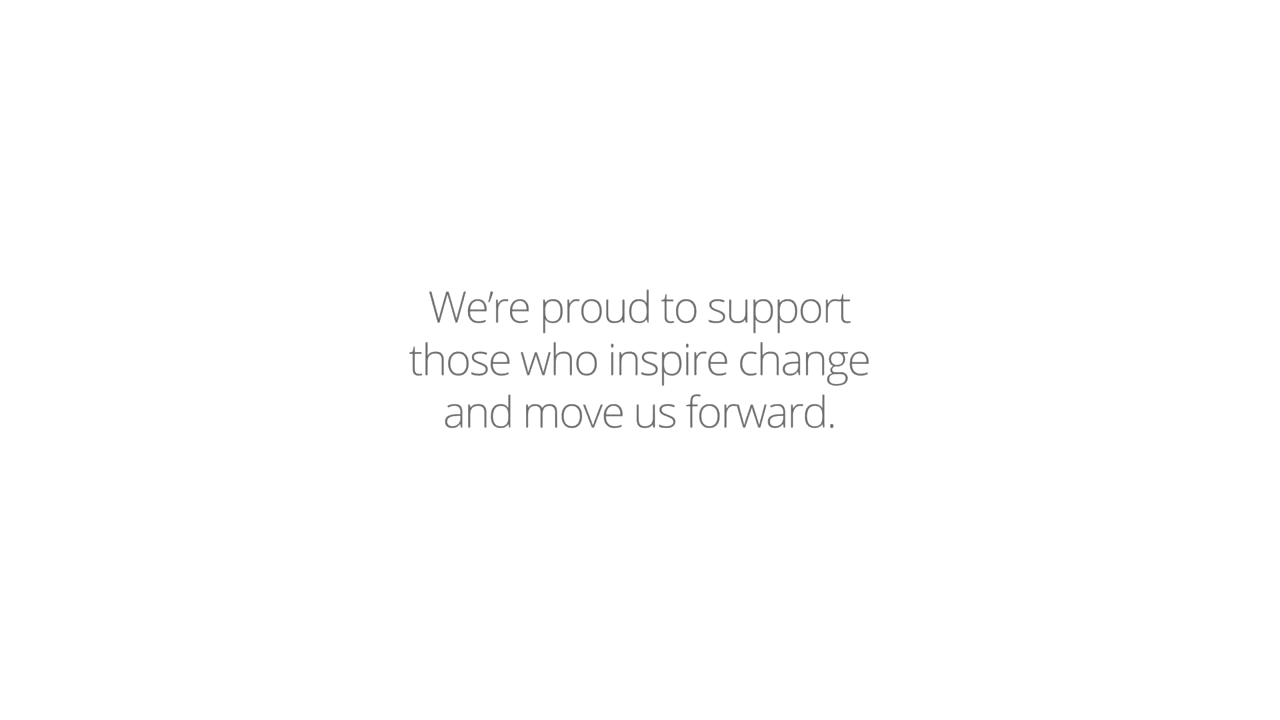 We’re proud to support
those who inspire change
and move us forward.